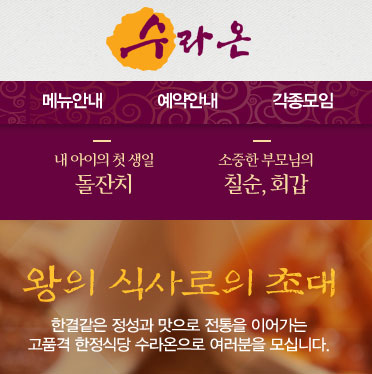 수라온
메뉴안내 예약안내 각종모임
내 아이의 첫 생일
돌잔치
소중한 부모님의
칠순, 회갑
왕의 식사로의 초대
한결같은 정성과 맛으로 전통을 이어가는
고품격 한정식당 수라온으로 여러분을 모십니다.